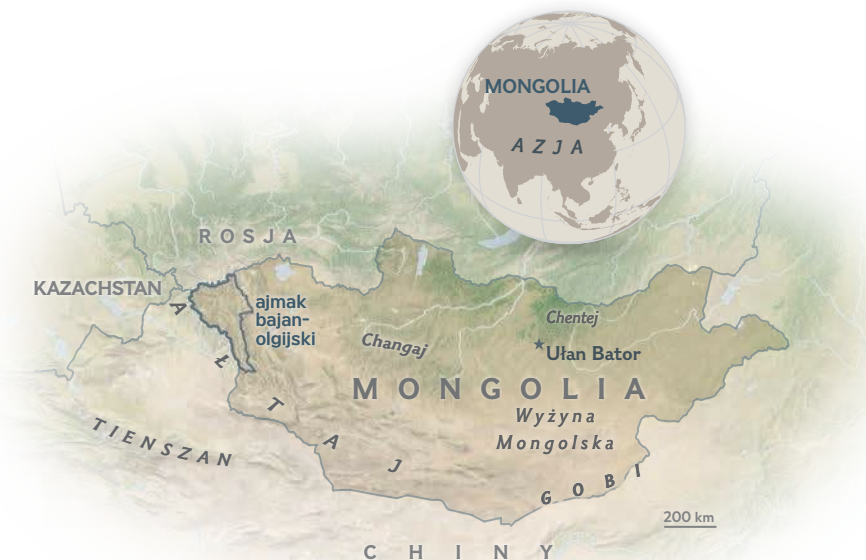 MONGOLIA
AZJA
ROSJA
KAZACHSTAN
ajmak
bajan-
olgijski
Chentej
Changaj
Ułan Bator
MONGOLIA
Wyżyna
Mongolska
AŁTAJ
TIENSZAN
GOBI
200 km
CHINY